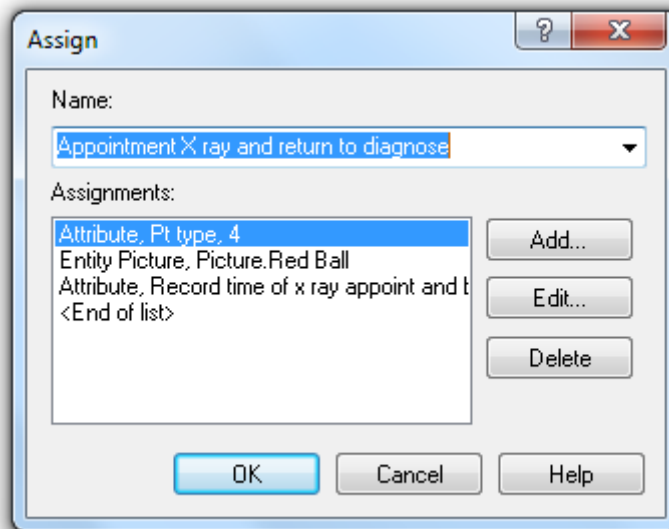 Assign
?
X
Name:
Appointment X ray and return to diagnose
Assignments:
Attribute, Pt type, 4
Entity Picture, Picture.Red Ball
Attribute, Record time of x ray appoint and b
<End of list>
Add...
Edit...
Delete
OK
Cancel
Help